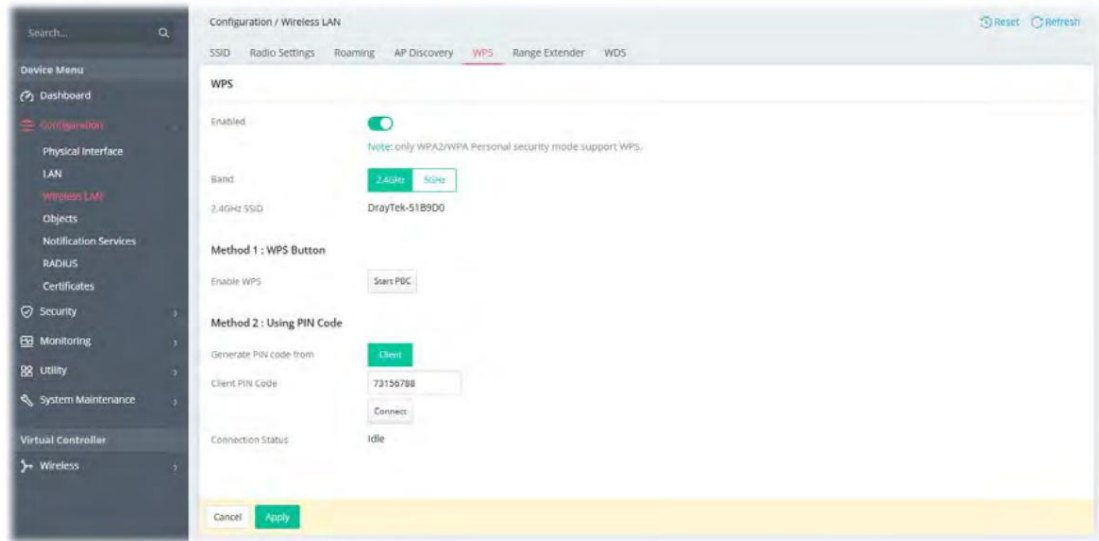 Search...
Configuration / Wireless LAN
Reset Refresh
SSID Radio Settings Roaming AP Discovery WPS Range Extender WDS
Device Menu
Dashboard
Configuration
Physical Interface
LAN
Wireless LAN
Objects
Notification Services
RADIUS
Certificates
Security
Monitoring
Utility
System Maintenance
Virtual Controller
Wireless
WPS
Enabled
Note: only WPA2/WPA Personal security mode support WPS.
Band 2.4GHz 5GHz
2.4GHz SSID DrayTek-51B9D0
Method 1 : WPS Button
Enable WPS Start PBC
Method 2 : Using PIN Code
Generate PIN code from Client
Client PIN Code 73156788
Connect
Connection Status Idle
Cancel Apply